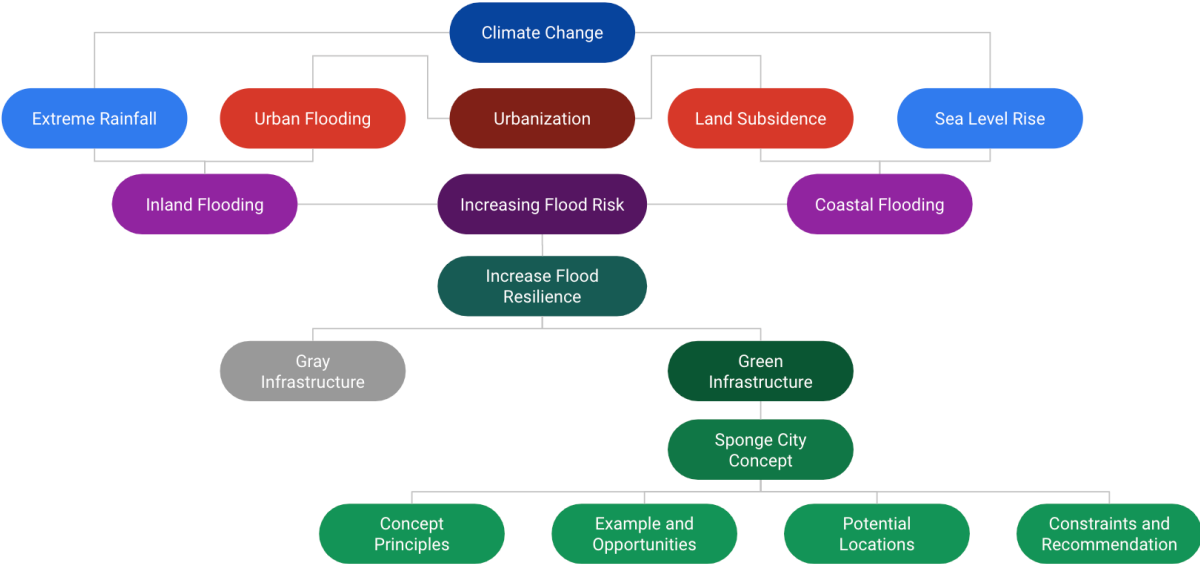 Climate Change
Extreme Rainfall
Urban Flooding
Urbanization
Land Subsidence
Sea Level Rise
Inland Flooding
Increasing Flood Risk
Coastal Flooding
Increase Flood
Resilience
Gray
Infrastructure
Green
Infrastructure
Sponge City
Concept
Concept
Principles
Example and
Opportunities
Potential
Locations
Constraints and
Recommendation